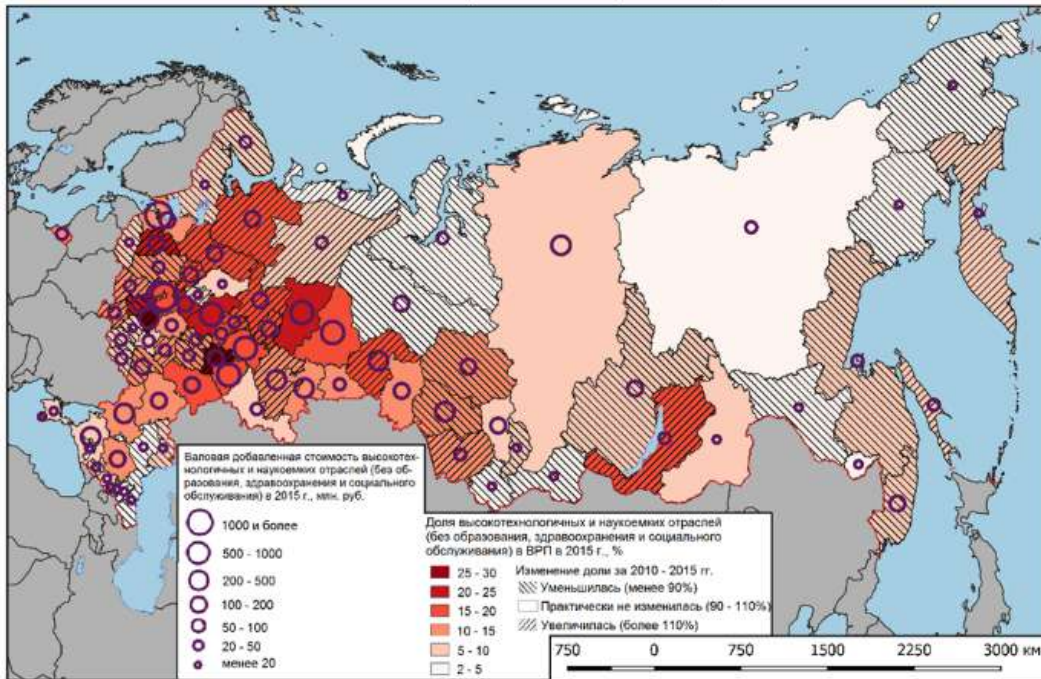 Валовая добавленная стоимость высокотех-
нологичных и наукоемких отраслей (без об-
разования, здравоохранения и социального
обслуживания) в 2015 г., млн. руб.
1000 и более
500 - 1000
200 - 500
100 - 200
50 - 100
20 - 50
менее 20
Доля высокотехнологичных и наукоемких отраслей
(без образования, здравоохранения и социального
обслуживания) в ВРП в 2015 г., %
25 - 30
20 - 25
15 - 20
10 - 15
5 - 10
2 - 5
Изменение доли за 2010 - 2015 гг.
Уменьшилась (менее 90%)
Практически не изменилась (90 - 110%)
Увеличилась (более 110%)
750 0 750 1500 2250 3000 км